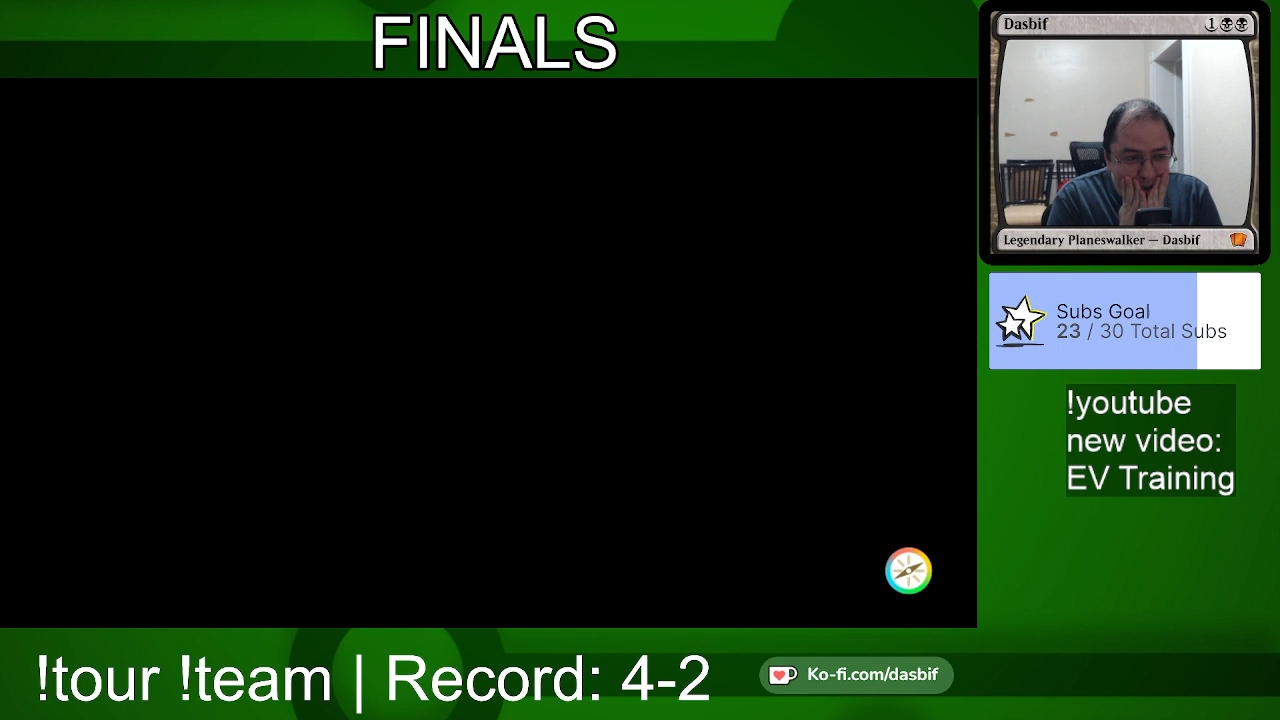 FINALS
Dasbif
1
Legendary Planeswalker — Dasbif
Subs Goal
23 / 30 Total Subs
!youtube
new video:
EV Training
!tour !team | Record: 4-2
Ko-fi.com/dasbif